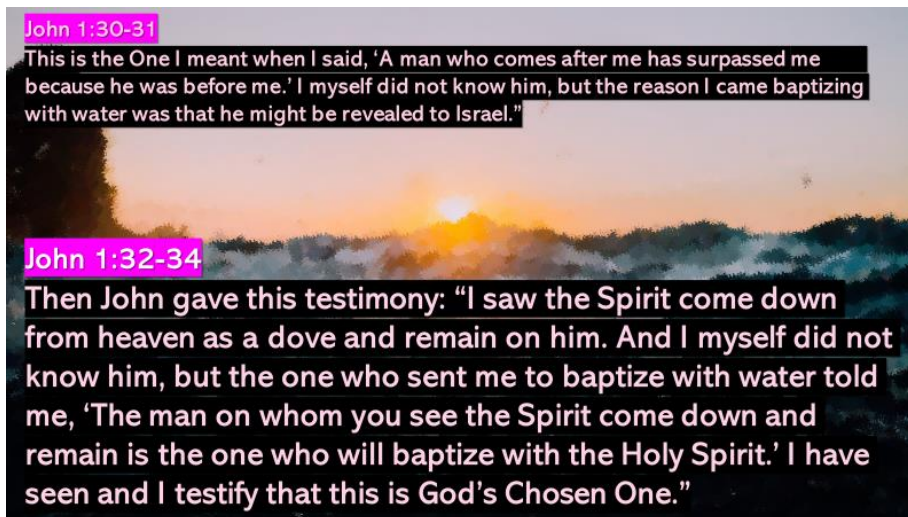 John 1:30-31
This is the One I meant when I said, ‘A man who comes after me has surpassed me
because he was before me.’ I myself did not know him, but the reason I came baptizing
with water was that he might be revealed to Israel.”
John 1:32-34
Then John gave this testimony: “I saw the Spirit come down
from heaven as a dove and remain on him. And I myself did not
know him, but the one who sent me to baptize with water told
me, ‘The man on whom you see the Spirit come down and
remain is the one who will baptize with the Holy Spirit.’ I have
seen and I testify that this is God’s Chosen One.”